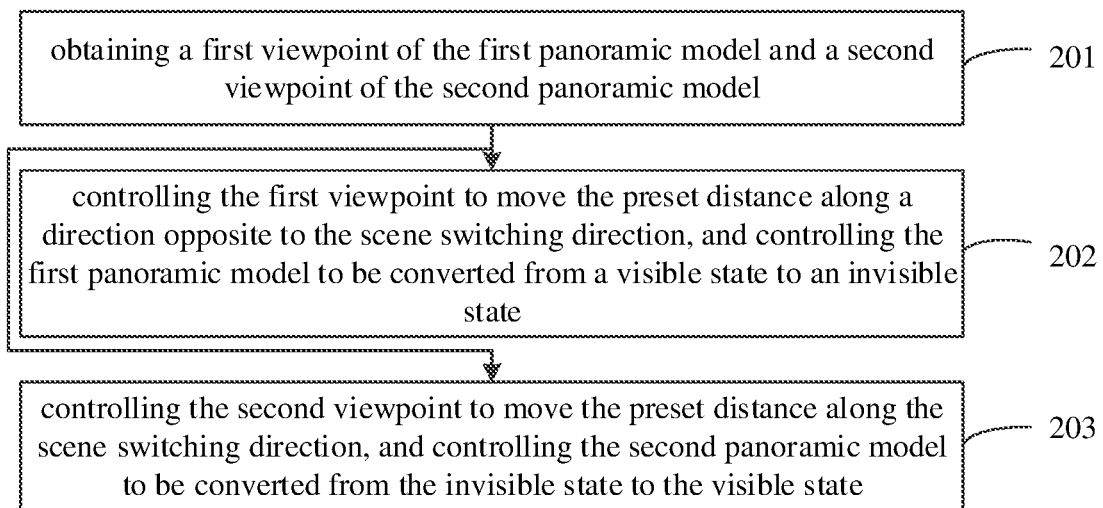 obtaining a first viewpoint of the first panoramic model and a second
viewpoint of the second panoramic model
201
controlling the first viewpoint to move the preset distance along a
direction opposite to the scene switching direction, and controlling the
first panoramic model to be converted from a visible state to an invisible
state
202
controlling the second viewpoint to move the preset distance along the
scene switching direction, and controlling the second panoramic model
to be converted from the invisible state to the visible state
203